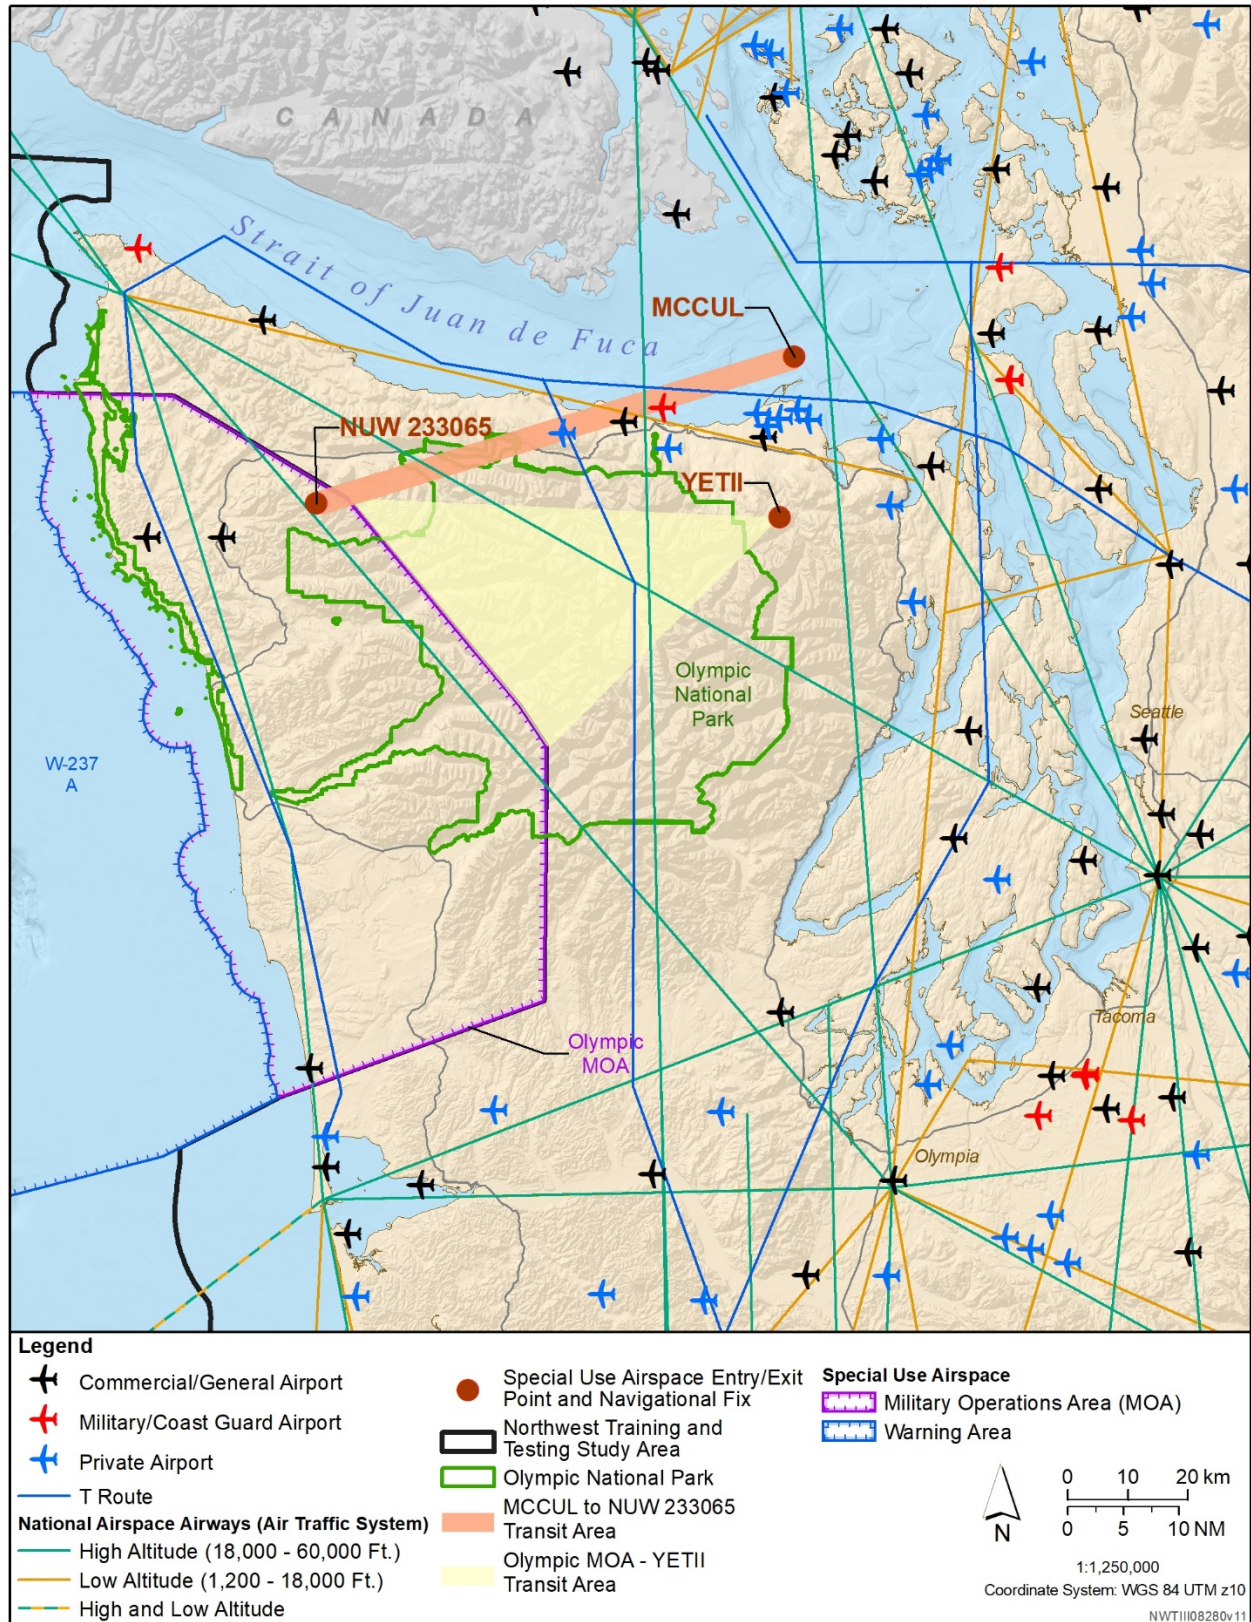 CANADA
Strait of Juan de Fuca
MCCUL
NUW 233065
YETII
Olympic
National
Park
Seattle
W-237
A
Tacoma
Olympic
MOA
Olympia
Legend
Commercial/General Airport
Military/Coast Guard Airport
Private Airport
T Route
National Airspace Airways (Air Traffic System)
High Altitude (18,000 - 60,000 Ft.)
Low Altitude (1,200 - 18,000 Ft.)
High and Low Altitude
Special Use Airspace Entry/Exit
Point and Navigational Fix
Northwest Training and
Testing Study Area
Olympic National Park
MCCUL to NUW 233065
Transit Area
Olympic MOA - YETII
Transit Area
Special Use Airspace
Military Operations Area (MOA)
Warning Area
N
0 10 20 km
0 5 10 NM
1:1,250,000
Coordinate System: WGS 84 UTM z10
NWTIII08280v11